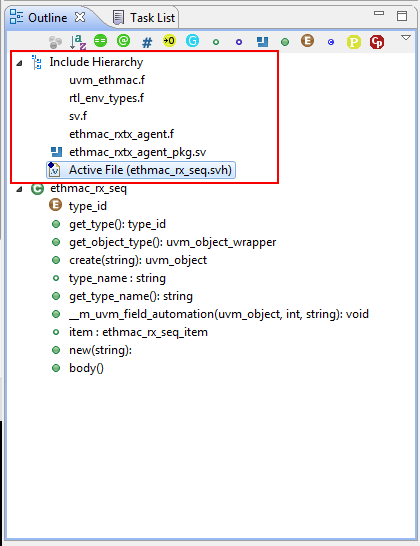 Outline
Task List
Include Hierarchy
uvm_ethmac.f
rtl_env_types.f
sv.f
ethmac_rxtx_agent.f
ethmac_rxtx_agent_pkg.sv
Active File (ethmac_rx_seq.svh)
ethmac_rx_seq
type_id
get_type(): type_id
get_object_type(): uvm_object_wrapper
create(string): uvm_object
type_name : string
get_type_name(): string
__m_uvm_field_automation(uvm_object, int, string): void
item : ethmac_rx_seq_item
new(string):
body()